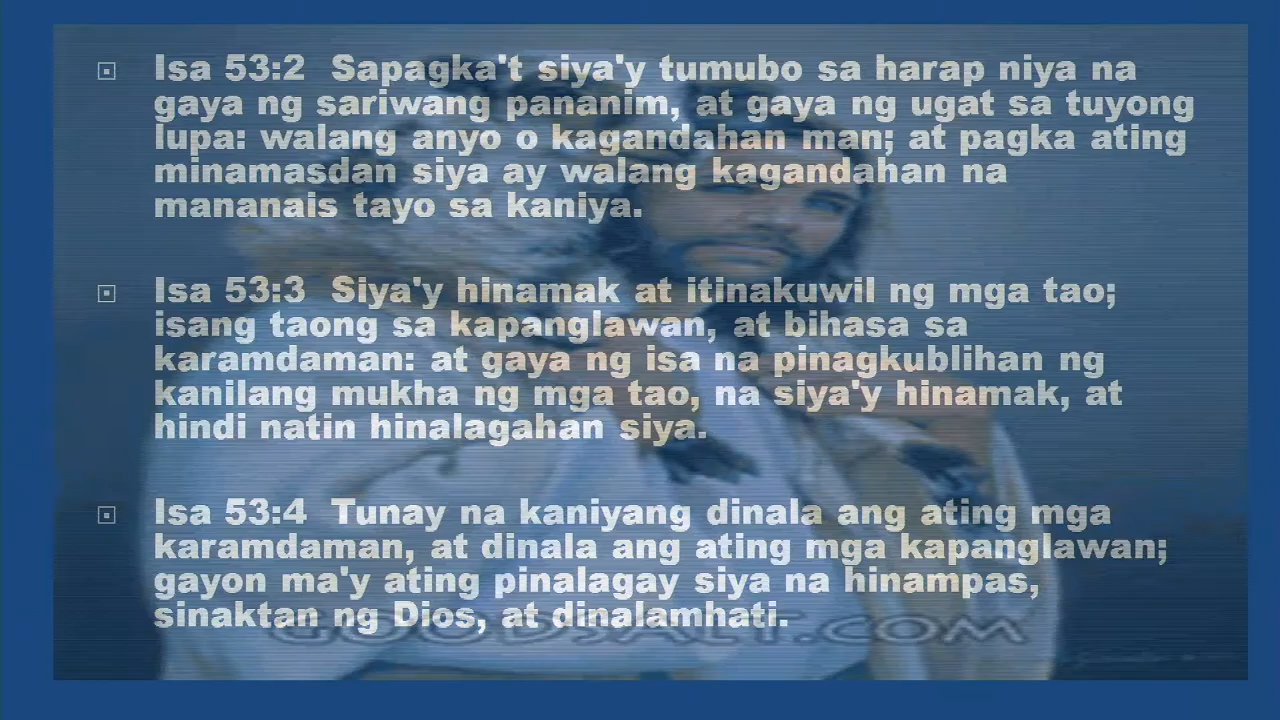 Isa 53:2 Sapagka't siya'y tumubo sa harap niya na
gaya ng sariwang pananim, at gaya ng ugat sa tuyong
lupa: walang anyo o kagandahan man; at pagka ating
minamasdan siya ay walang kagandahan na
mananais tayo sa kaniya.
Isa 53:3 Siya'y hinamak at itinakuwil ng mga tao;
isang taong sa kapanglawan, at bihasa sa
karamdaman: at gaya ng isa na pinagkublihan ng
kanilang mukha ng mga tao, na siya'y hinamak, at
hindi natin hinalagahan siya.
Isa 53:4 Tunay na kaniyang dinala ang ating mga
karamdaman, at dinala ang ating mga kapanglawan;
gayon ma'y ating pinalagay siya na hinampas,
sinaktan ng Dios, at dinalamhati.
GOODSALT.COM